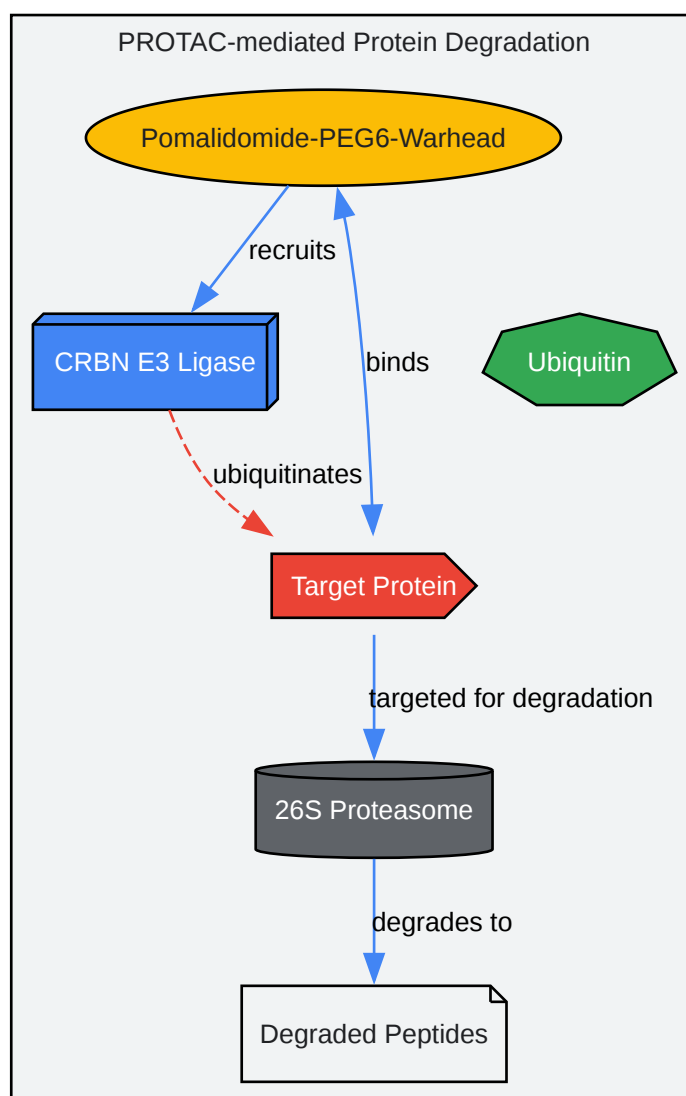 PROTAC-mediated Protein Degradation
Pomalidomide-PEG6-Warhead
recruits
CRBN E3 Ligase
binds
Ubiquitin
ubiquitinates
Target Protein
targeted for degradation
26S Proteasome
degrades to
Degraded Peptides